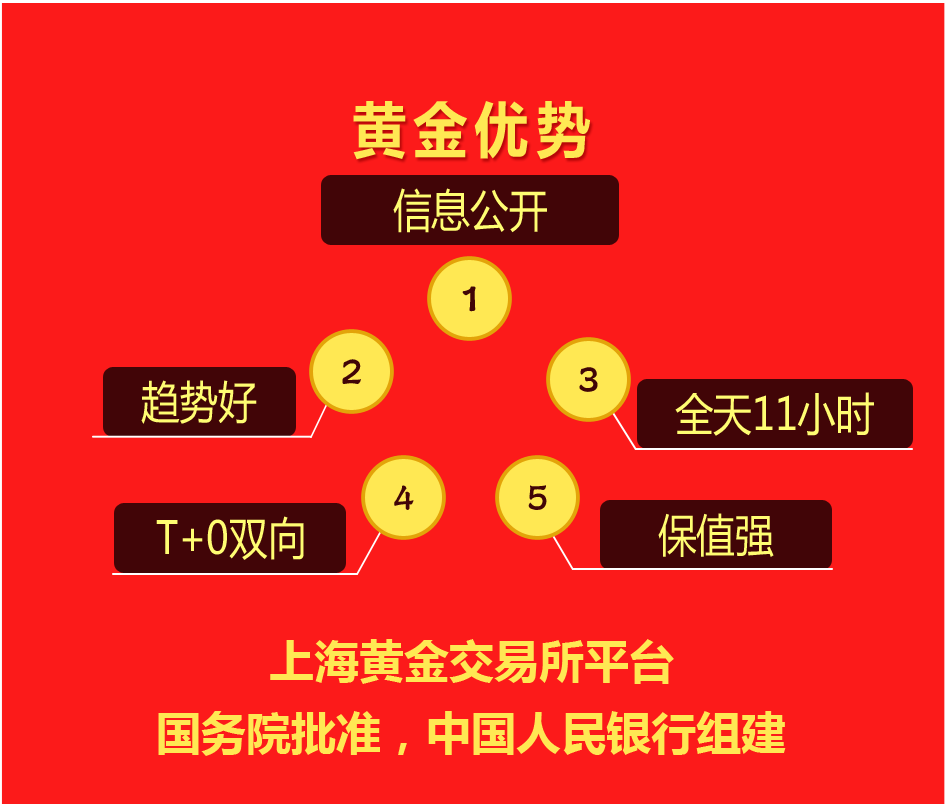 黄金优势
信息公开
1
2
趋势好
3
全天11小时
4
T+0双向
5
保值强
上海黄金交易所平台
国务院批准，中国人民银行组建